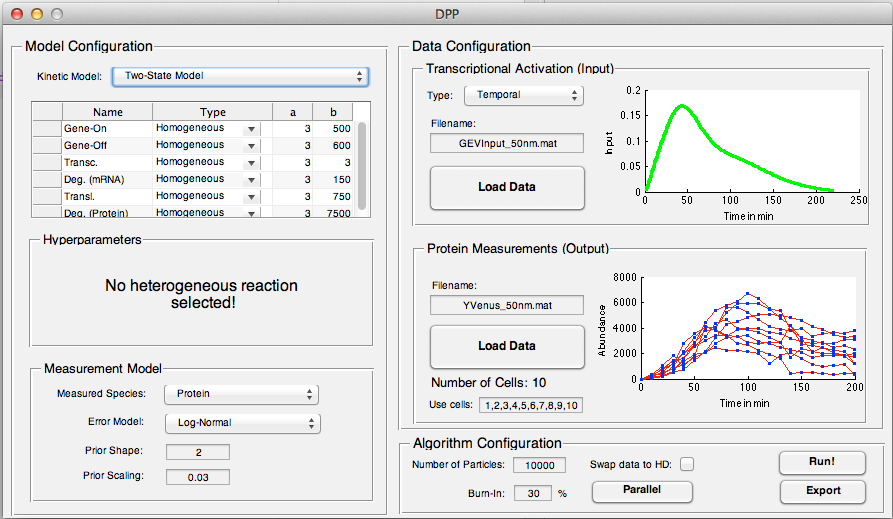 DPP
Model Configuration
Kinetic Model: Two-State Model
Name Type a b
Gene-On Homogeneous 3 500
Gene-Off Homogeneous 3 600
Transc. Homogeneous 3 3
Deg. (mRNA) Homogeneous 3 150
Transl. Homogeneous 3 750
Deg. (Protein) Homogeneous 3 7500
Hyperparameters
No heterogeneous reaction
selected!
Measurement Model
Measured Species: Protein
Error Model: Log-Normal
Prior Shape: 2
Prior Scaling: 0.03
Data Configuration
Transcriptional Activation (Input)
Type: Temporal
Filename:
GEVInput_50nm.mat
Load Data
0.2
0.15
0.1
0.05
0
Input
0 50 100 150 200 250
Time in min
Protein Measurements (Output)
Filename:
YVenus_50nm.mat
Load Data
Number of Cells: 10
Use cells: 1,2,3,4,5,6,7,8,9,10
8000
6000
4000
2000
0
Abundance
0 50 100 150 200
Time in min
Algorithm Configuration
Number of Particles: 10000 Swap data to HD: Run!
Burn-In: 30 % Parallel Export